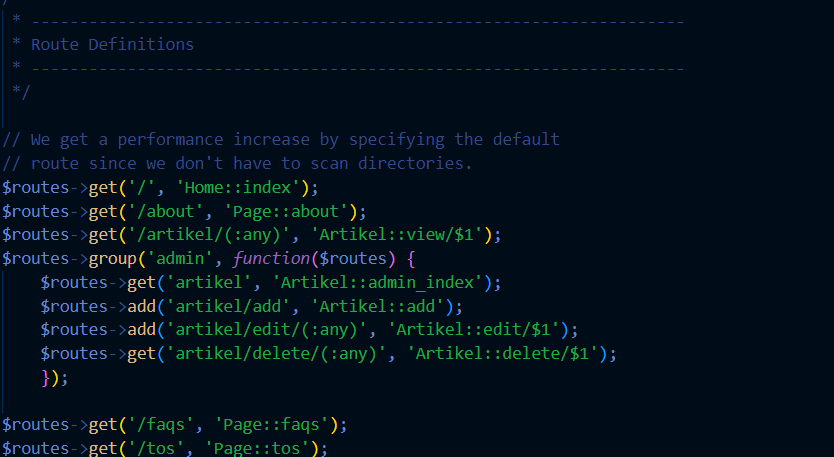 /
 * --------------------------------------------------------------------
 * Route Definitions
 * --------------------------------------------------------------------
 */
// We get a performance increase by specifying the default
// route since we don't have to scan directories.
$routes->get('/', 'Home::index');
$routes->get('/about', 'Page::about');
$routes->get('/artikel/(:any)', 'Artikel::view/$1');
$routes->group('admin', function($routes) {
    $routes->get('artikel', 'Artikel::admin_index');
    $routes->add('artikel/add', 'Artikel::add');
    $routes->add('artikel/edit/(:any)', 'Artikel::edit/$1');
    $routes->get('artikel/delete/(:any)', 'Artikel::delete/$1');
    });
$routes->get('/faqs', 'Page::faqs');
$routes->get('/tos', 'Page::tos');